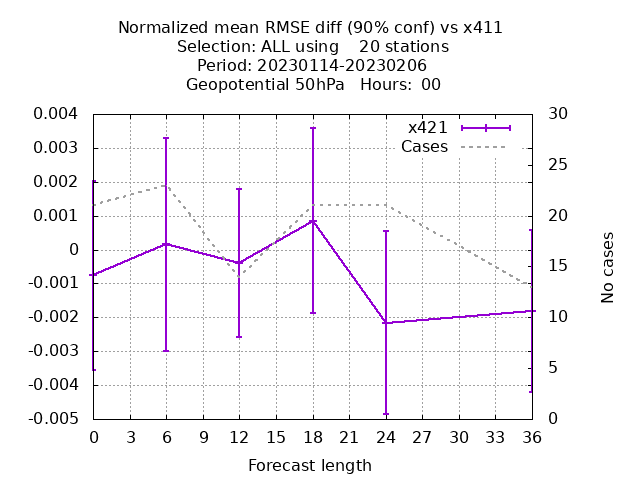 Normalized mean RMSE diff (90% conf) vs x411
Selection: ALL using    20 stations
Period: 20230114-20230206
Geopotential 50hPa   Hours:  00
x421
Cases
0.004
0.003
0.002
0.001
0
-0.001
-0.002
-0.003
-0.004
-0.005
30
25
20
15
10
5
0
No cases
0 3 6 9 12 15 18 21 24 27 30 33 36
Forecast length